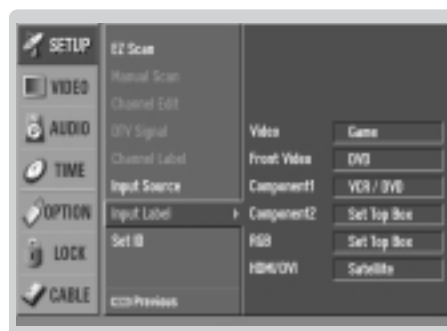 SETUP
VIDEO
AUDIO
TIME
OPTION
LOCK
CABLE
EZ Scan
Manual Scan
Channel Edit
DTV Signal
Channel Label
Input Source
Input Label
Set ID
Previous
Video Game
Front Video DVD
Component1 VCR / DVD
Component2 Set Top Box
RGB Set Top Box
HDMI/DVI Satellite